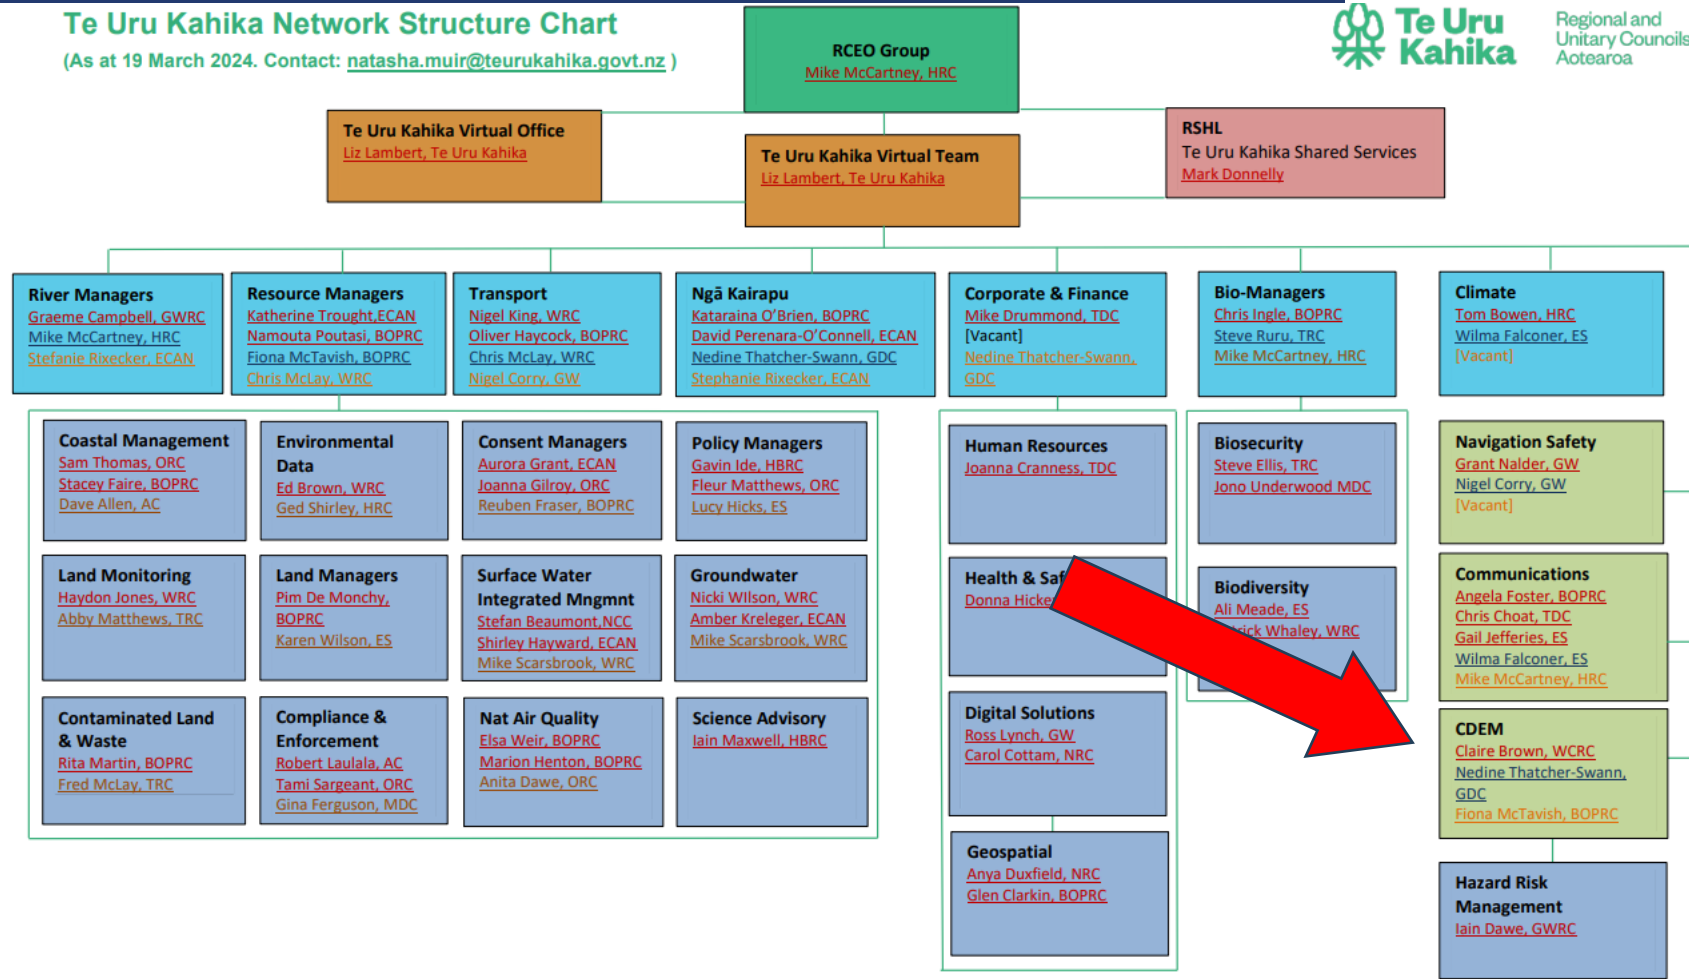 Te Uru Kahika Network Structure Chart
(As at 19 March 2024. Contact: natasha.muir@teurukahika.govt.nz )
Te Uru
Kahika
Regional and
Unitary Councils
Aotearoa
RCEO Group
Mike McCartney, HRC
Te Uru Kahika Virtual Office
Liz Lambert, Te Uru Kahika
Te Uru Kahika Virtual Team
Liz Lambert, Te Uru Kahika
RSHL
Te Uru Kahika Shared Services
Mark Donnelly
River Managers
Graeme Campbell, GWRC
Mike McCartney, HRC
Stefanie Rixecker, ECAN
Resource Managers
Katherine Trought,ECAN
Namouta Poutasi, BOPRC
Fiona McTavish, BOPRC
Chris McLay, WRC
Transport
Nigel King, WRC
Oliver Haycock, BOPRC
Chris McLay, WRC
Nigel Corry, GW
Ngā Kairapu
Kataraina O'Brien, BOPRC
David Perenara-O'Connell, ECAN
Nedine Thatcher-Swann, GDC
Stephanie Rixecker, ECAN
Corporate & Finance
Mike Drummond, TDC
[Vacant]
Nedine Thatcher-Swann,
GDC
Bio-Managers
Chris Ingle, BOPRC
Steve Ruru, TRC
Mike McCartney, HRC
Climate
Tom Bowen, HRC
Wilma Falconer, ES
[Vacant]
Coastal Management
Sam Thomas, ORC
Stacey Faire, BOPRC
Dave Allen, AC
Environmental
Data
Ed Brown, WRC
Ged Shirley, HRC
Consent Managers
Aurora Grant, ECAN
Joanna Gilroy, ORC
Reuben Fraser, BOPRC
Policy Managers
Gavin Ide, HBRC
Fleur Matthews, ORC
Lucy Hicks, ES
Human Resources
Joanna Cranness, TDC
Biosecurity
Steve Ellis, TRC
Jono Underwood MDC
Navigation Safety
Grant Nalder, GW
Nigel Corry, GW
[Vacant]
Land Monitoring
Haydon Jones, WRC
Abby Matthews, TRC
Land Managers
Pim De Monchy,
BOPRC
Karen Wilson, ES
Surface Water
Integrated Mngmnt
Stefan Beaumont,NCC
Shirley Hayward, ECAN
Mike Scarsbrook, WRC
Groundwater
Nicki WIlson, WRC
Amber Kreleger, ECAN
Mike Scarsbrook, WRC
Health &
Donna
Biodiversity
Ali Meade, ES
Whaley, WRC
Communications
Angela Foster, BOPRC
Chris Choat, TDC
Gail Jefferies, ES
Wilma Falconer, ES
Mike McCartney, HRC
Contaminated Land
& Waste
Rita Martin, BOPRC
Fred McLay, TRC
Compliance &
Enforcement
Robert Laulala, AC
Tami Sargeant, ORC
Gina Ferguson, MDC
Nat Air Quality
Elsa Weir, BOPRC
Marion Henton, BOPRC
Anita Dawe, ORC
Science Advisory
Iain Maxwell, HBRC
Digital Solutions
Ross Lynch, GW
Carol Cottam, NRC
CDEM
Claire Brown, WCRC
Nedine Thatcher-Swann,
GDC
Fiona McTavish, BOPRC
Geospatial
Anya Duxfield, NRC
Glen Clarkin, BOPRC
Hazard Risk
Management
Iain Dawe, GWRC